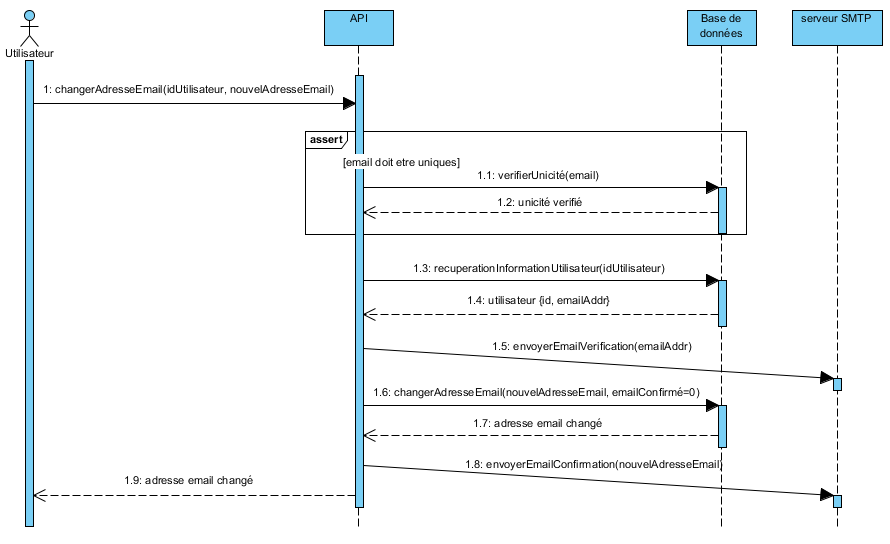 Utilisateur
API
Base de
données
serveur SMTP
1: changerAdresseEmail(idUtilisateur, nouvelAdresseEmail)
assert
[email doit etre uniques]
1.1: verifierUnicité(email)
1.2: unicité verifié
1.3: recuperationInformationUtilisateur(idUtilisateur)
1.4: utilisateur {id, emailAddr}
1.5: envoyerEmailVerification(emailAddr)
1.6: changerAdresseEmail(nouvelAdresseEmail, emailConfirmé=0)
1.7: adresse email changé
1.8: envoyerEmailConfirmation(nouvelAdresseEmail)
1.9: adresse email changé